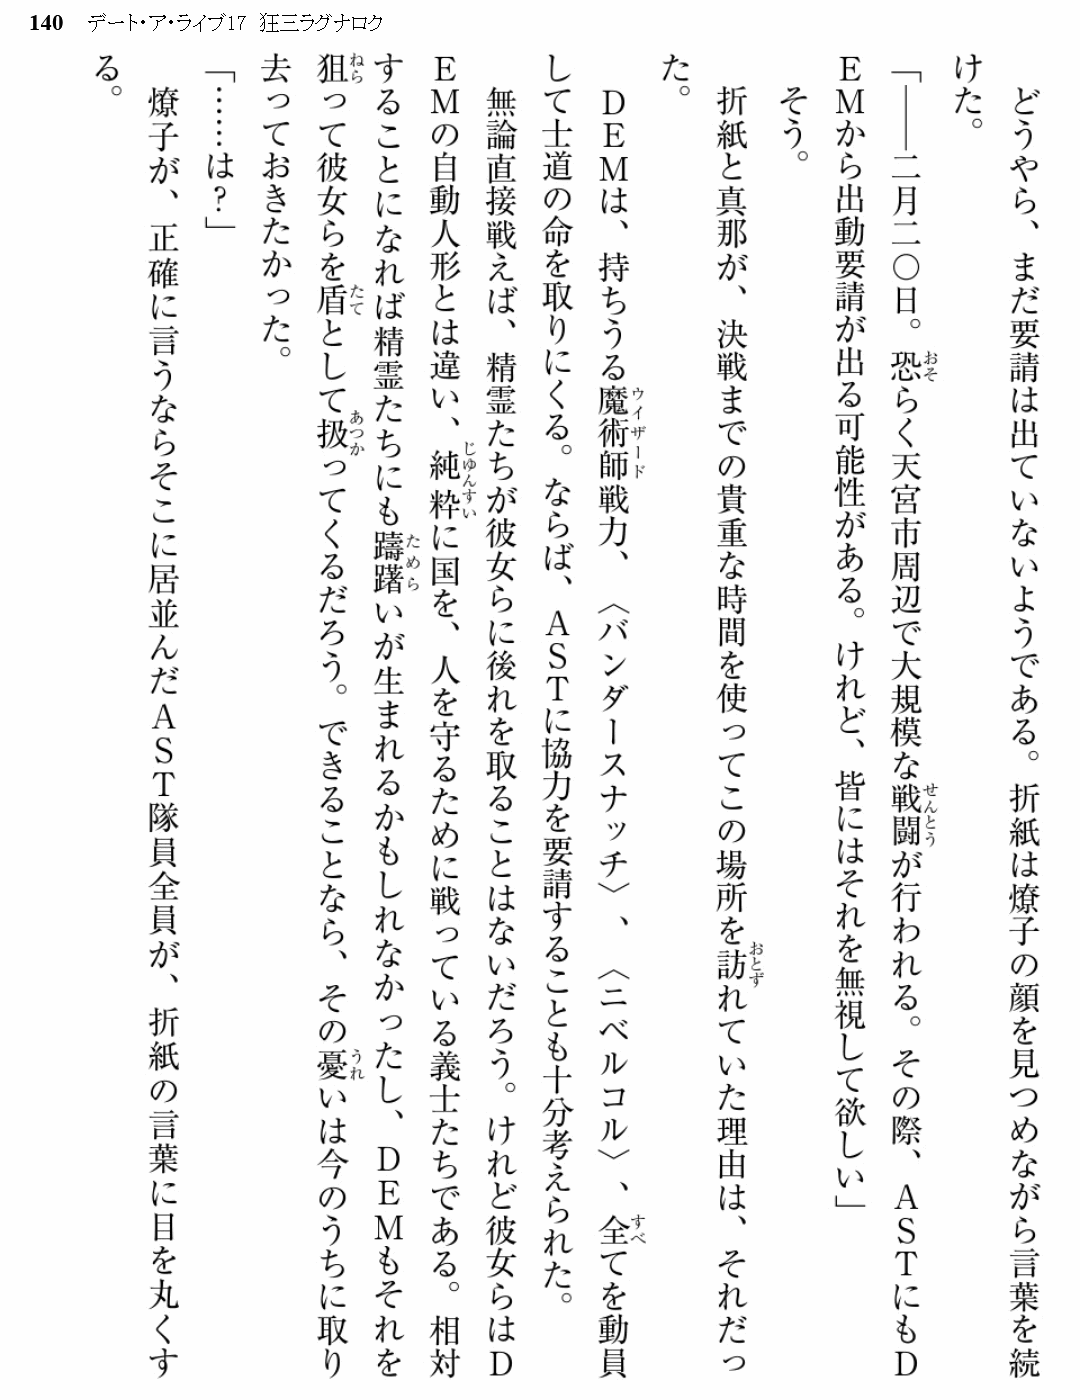 140 デート・ア・ライブ17 狂三ラグナロク
どうやら、まだ要請は出ていないようである。折紙は燎子の顔を見つめながら言葉を続
けた。
「――二月二〇日。恐らく天宮市周辺で大規模な戦闘が行われる。その際、ASTにもD
EMから出動要請が出る可能性がある。けれど、皆にはそれを無視して欲しい」
そう。
折紙と真那が、決戦までの貴重な時間を使ってこの場所を訪れていた理由は、それだっ
た。
DEMは、持ちうる魔術師戦力、〈バンダースナッチ〉、〈ニベルコル〉、全てを動員
して士道の命を取りにくる。ならば、ASTに協力を要請することも十分考えられた。
無論直接戦えば、精霊たちが彼女らに後れを取ることはないだろう。けれど彼女らはD
EMの自動人形とは違い、純粋に国を、人を守るために戦っている義士たちである。相対
することになれば精霊たちにも躊躇いが生まれるかもしれなかったし、DEMもそれを
狙って彼女らを盾として扱ってくるだろう。できることなら、その憂いは今のうちに取り
去っておきたかった。
「……は?」
燎子が、正確に言うならそこに居並んだAST隊員全員が、折紙の言葉に目を丸くす
る。